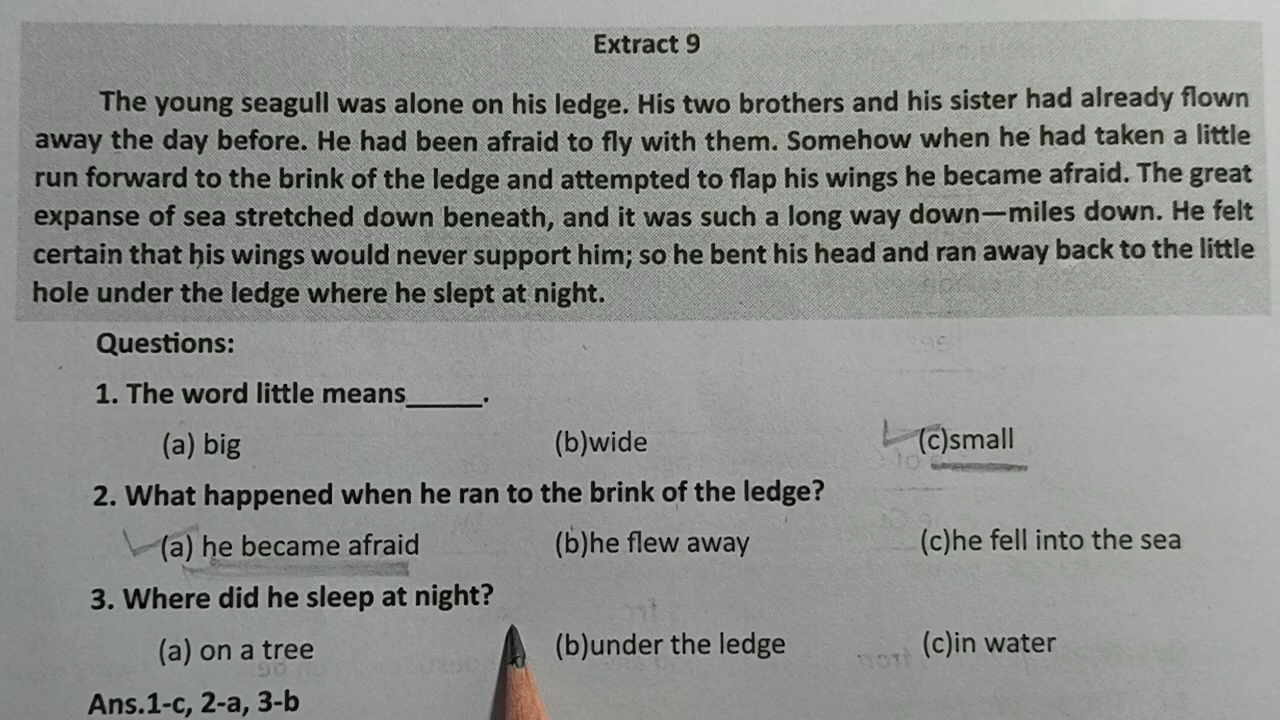 Extract 9
The young seagull was alone on his ledge. His two brothers and his sister had already flown
away the day before. He had been afraid to fly with them. Somehow when he had taken a little
run forward to the brink of the ledge and attempted to flap his wings he became afraid. The great
expanse of sea stretched down beneath, and it was such a long way down—miles down. He felt
certain that his wings would never support him; so he bent his head and ran away back to the little
hole under the ledge where he slept at night.
Questions:
1. The word little means_____.
(a) big (b)wide (c)small
2. What happened when he ran to the brink of the ledge?
(a) he became afraid (b)he flew away (c)he fell into the sea
3. Where did he sleep at night?
(a) on a tree (b)under the ledge (c)in water
Ans.1-c, 2-a, 3-b